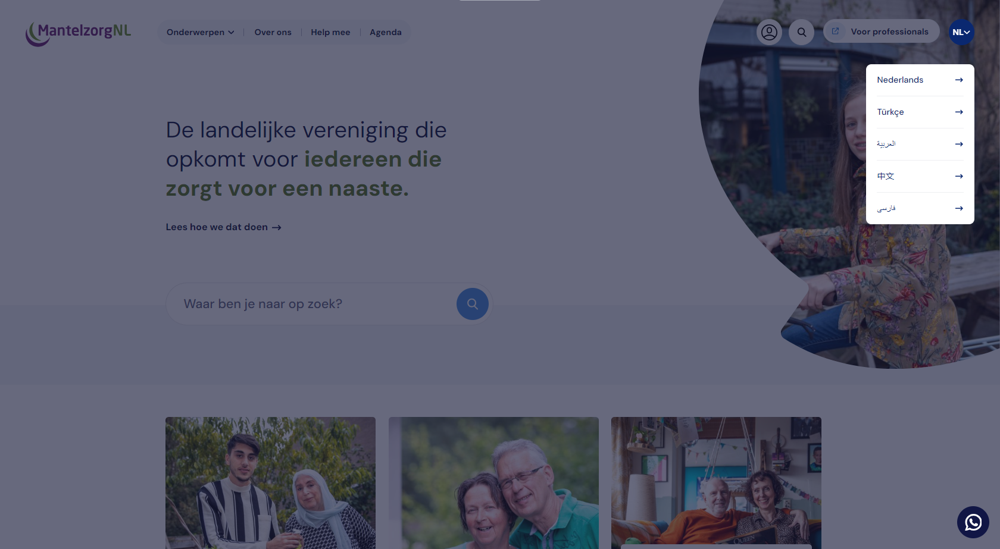 MantelzorgNL
Onderwerpen
Over ons
Help mee
Agenda
Voor professionals
NL
Nederlands
Türkçe
العربية
中文
فارسی
De landelijke vereniging die
opkomt voor iedereen die
zorgt voor een naaste.
Lees hoe we dat doen
Waar ben je naar op zoek?
QUEEN